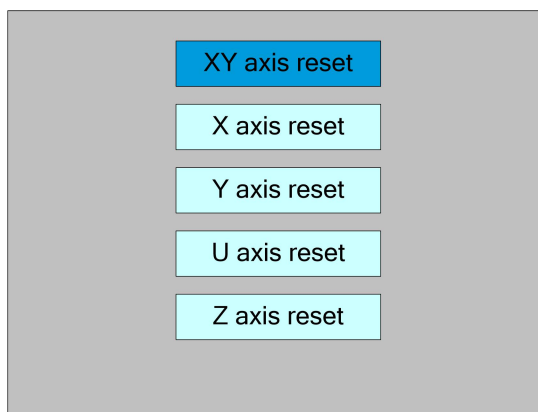 XY axis reset
X axis reset
Y axis reset
U axis reset
Z axis reset